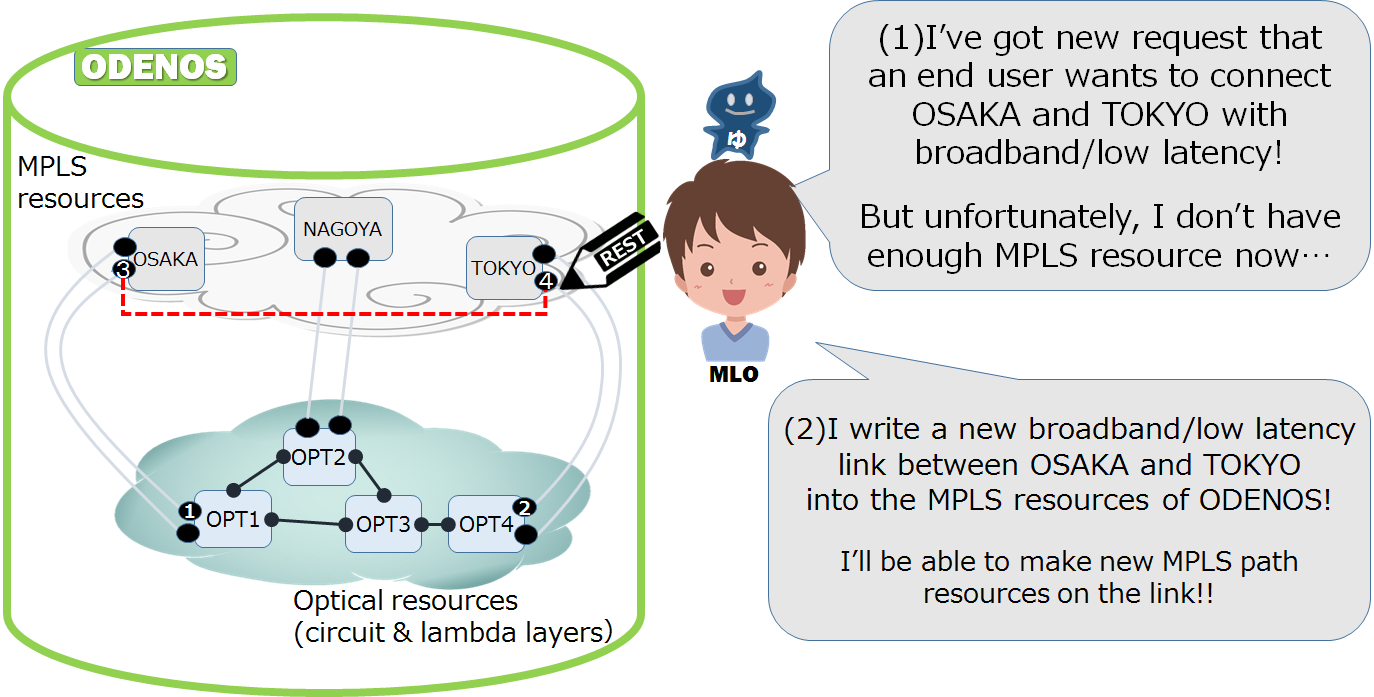 ODENOS
MPLS
resources
OSAKA
NAGOYA
TOKYO
3
4
REST
ゆ
MLO
OPT2
1
OPT1
OPT3
OPT4
2
Optical resources
(circuit & lambda layers)
(1)I’ve got new request that
an end user wants to connect
OSAKA and TOKYO with
broadband/low latency!
But unfortunately, I don’t have
enough MPLS resource now…
(2)I write a new broadband/low latency
link between OSAKA and TOKYO
into the MPLS resources of ODENOS!
I’ll be able to make new MPLS path
resources on the link!!